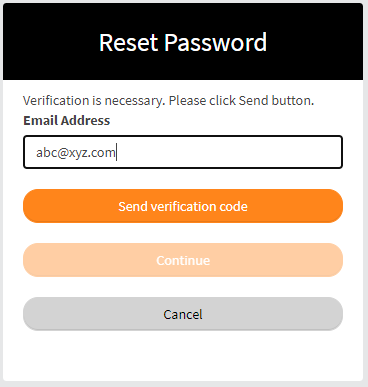 Reset Password
Verification is necessary. Please click Send button.
Email Address
abc@xyz.com
Send verification code
Continue
Cancel